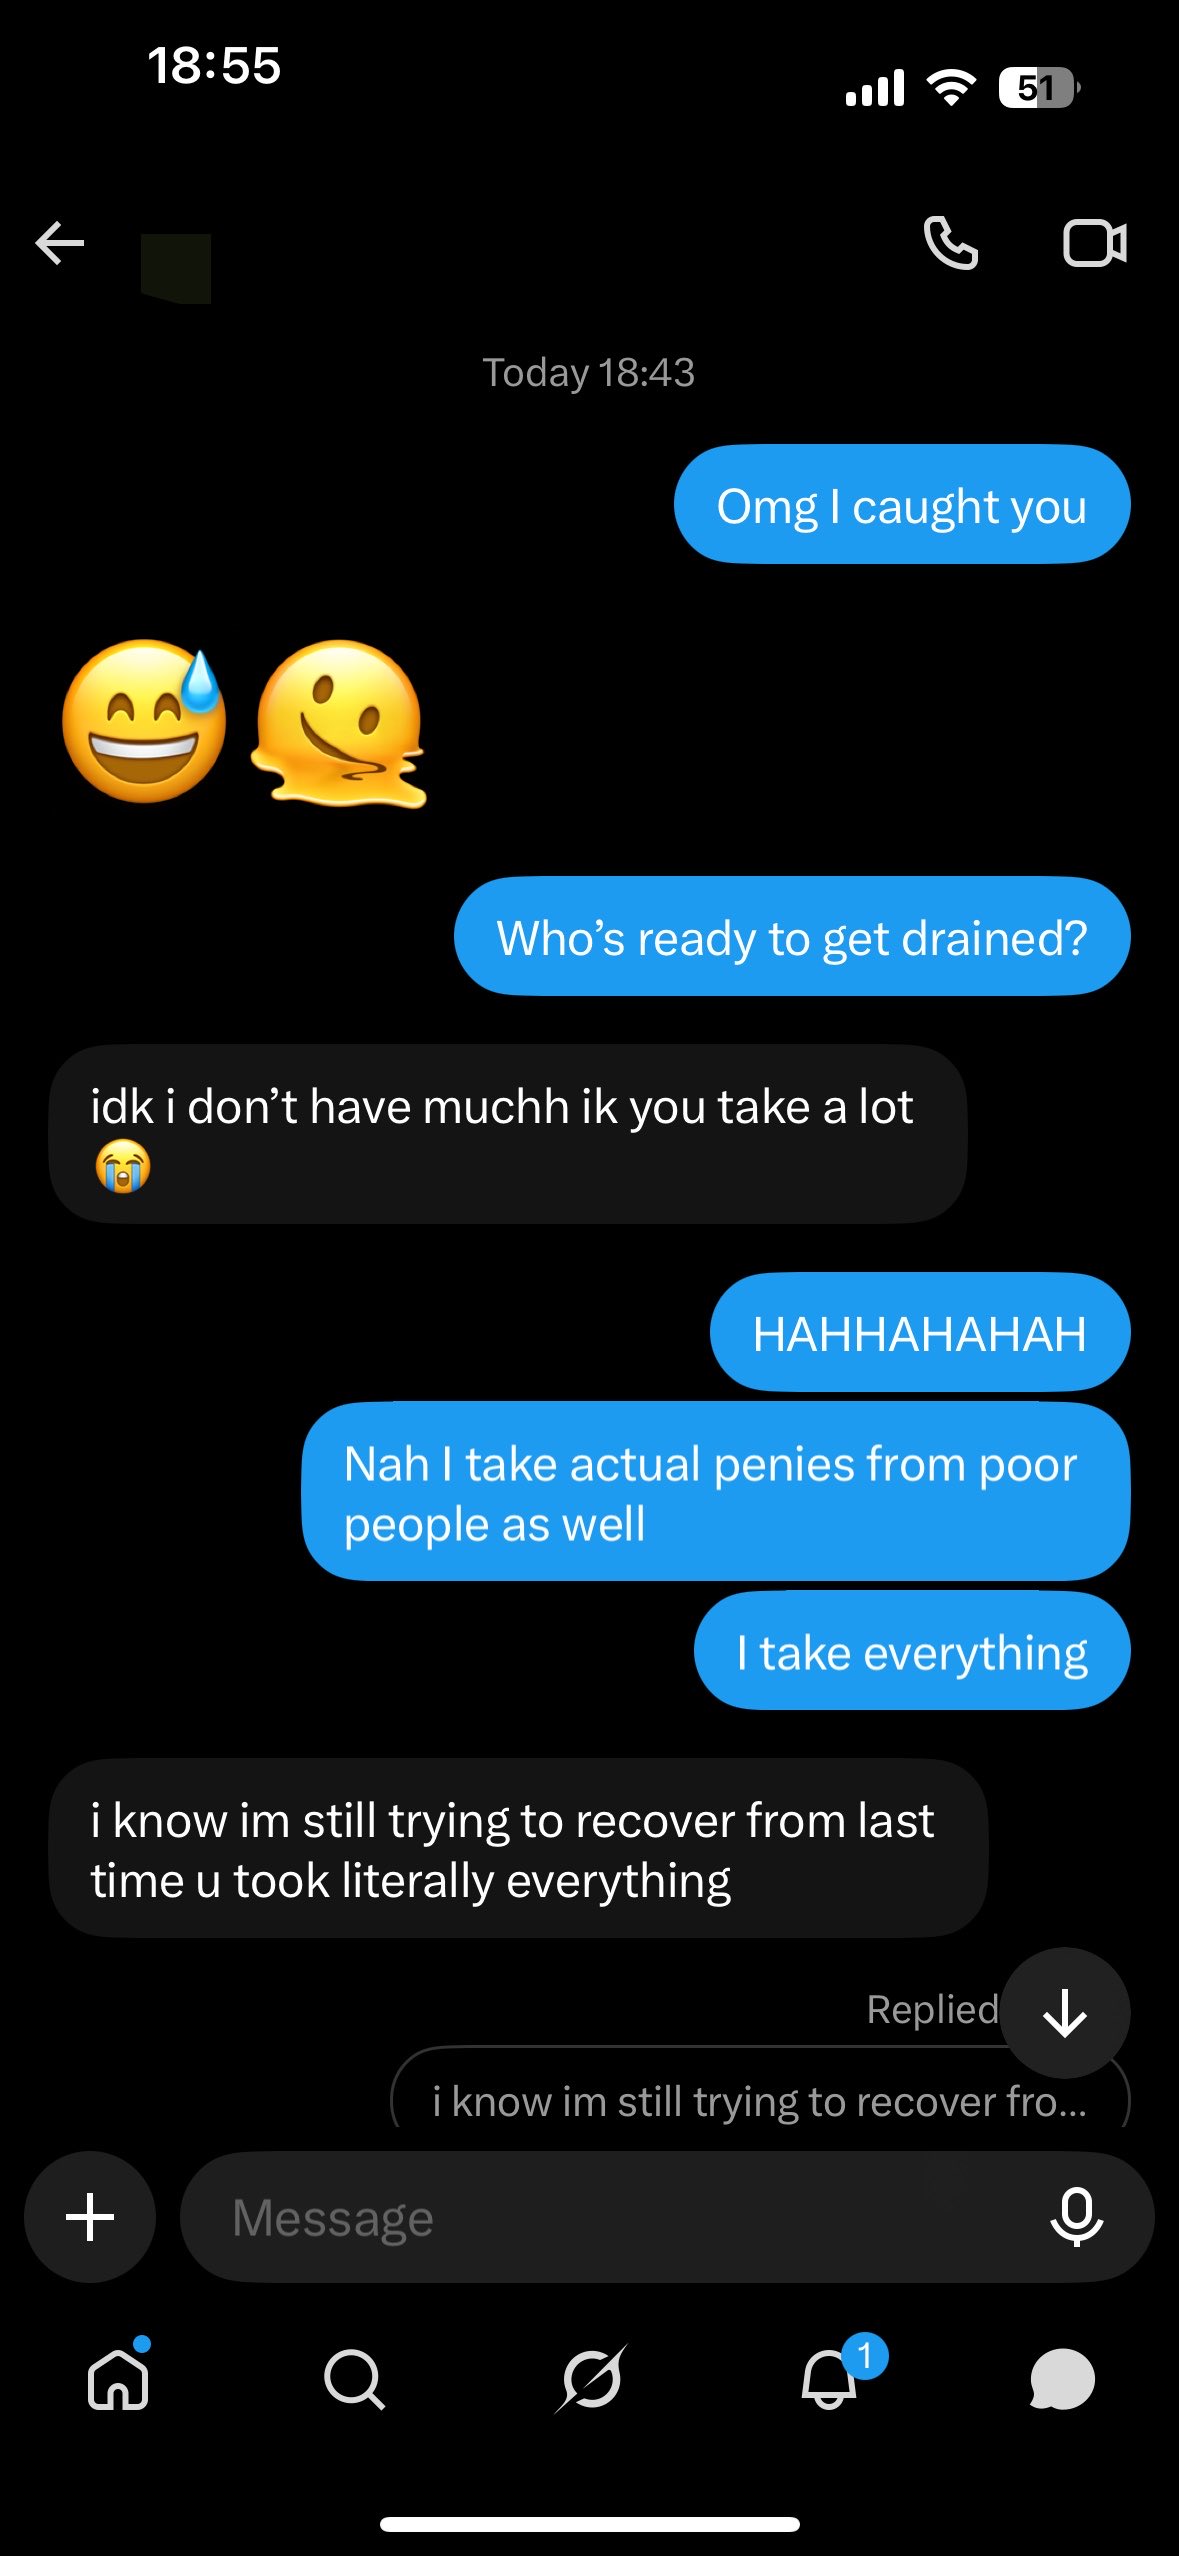 18:55
51
Today 18:43
Omg I caught you
😅🫠
Who’s ready to get drained?
idk i don’t have muchh ik you take a lot
😭
HAHHAHAHAH
Nah I take actual penies from poor
people as well
I take everything
i know im still trying to recover from last
time u took literally everything
Replied
i know im still trying to recover fro...
Message
1